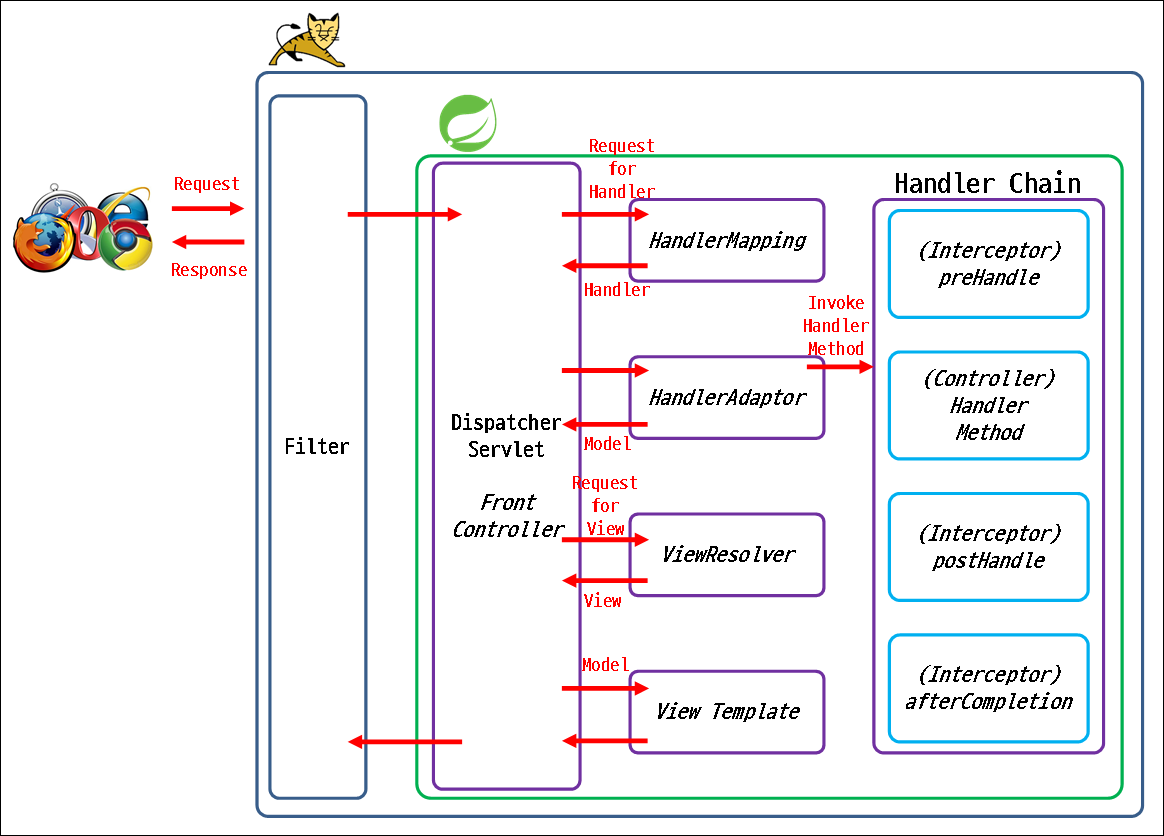 Request
Response
Filter
Dispatcher
Servlet
Front
Controller
Request
for
Handler
HandlerMapping
Handler
HandlerAdaptor
Model
Invoke
Handler
Method
Request
for
View
ViewResolver
View
Model
View Template
Handler Chain
(Interceptor)
preHandle
(Controller)
Handler
Method
(Interceptor)
postHandle
(Interceptor)
afterCompletion